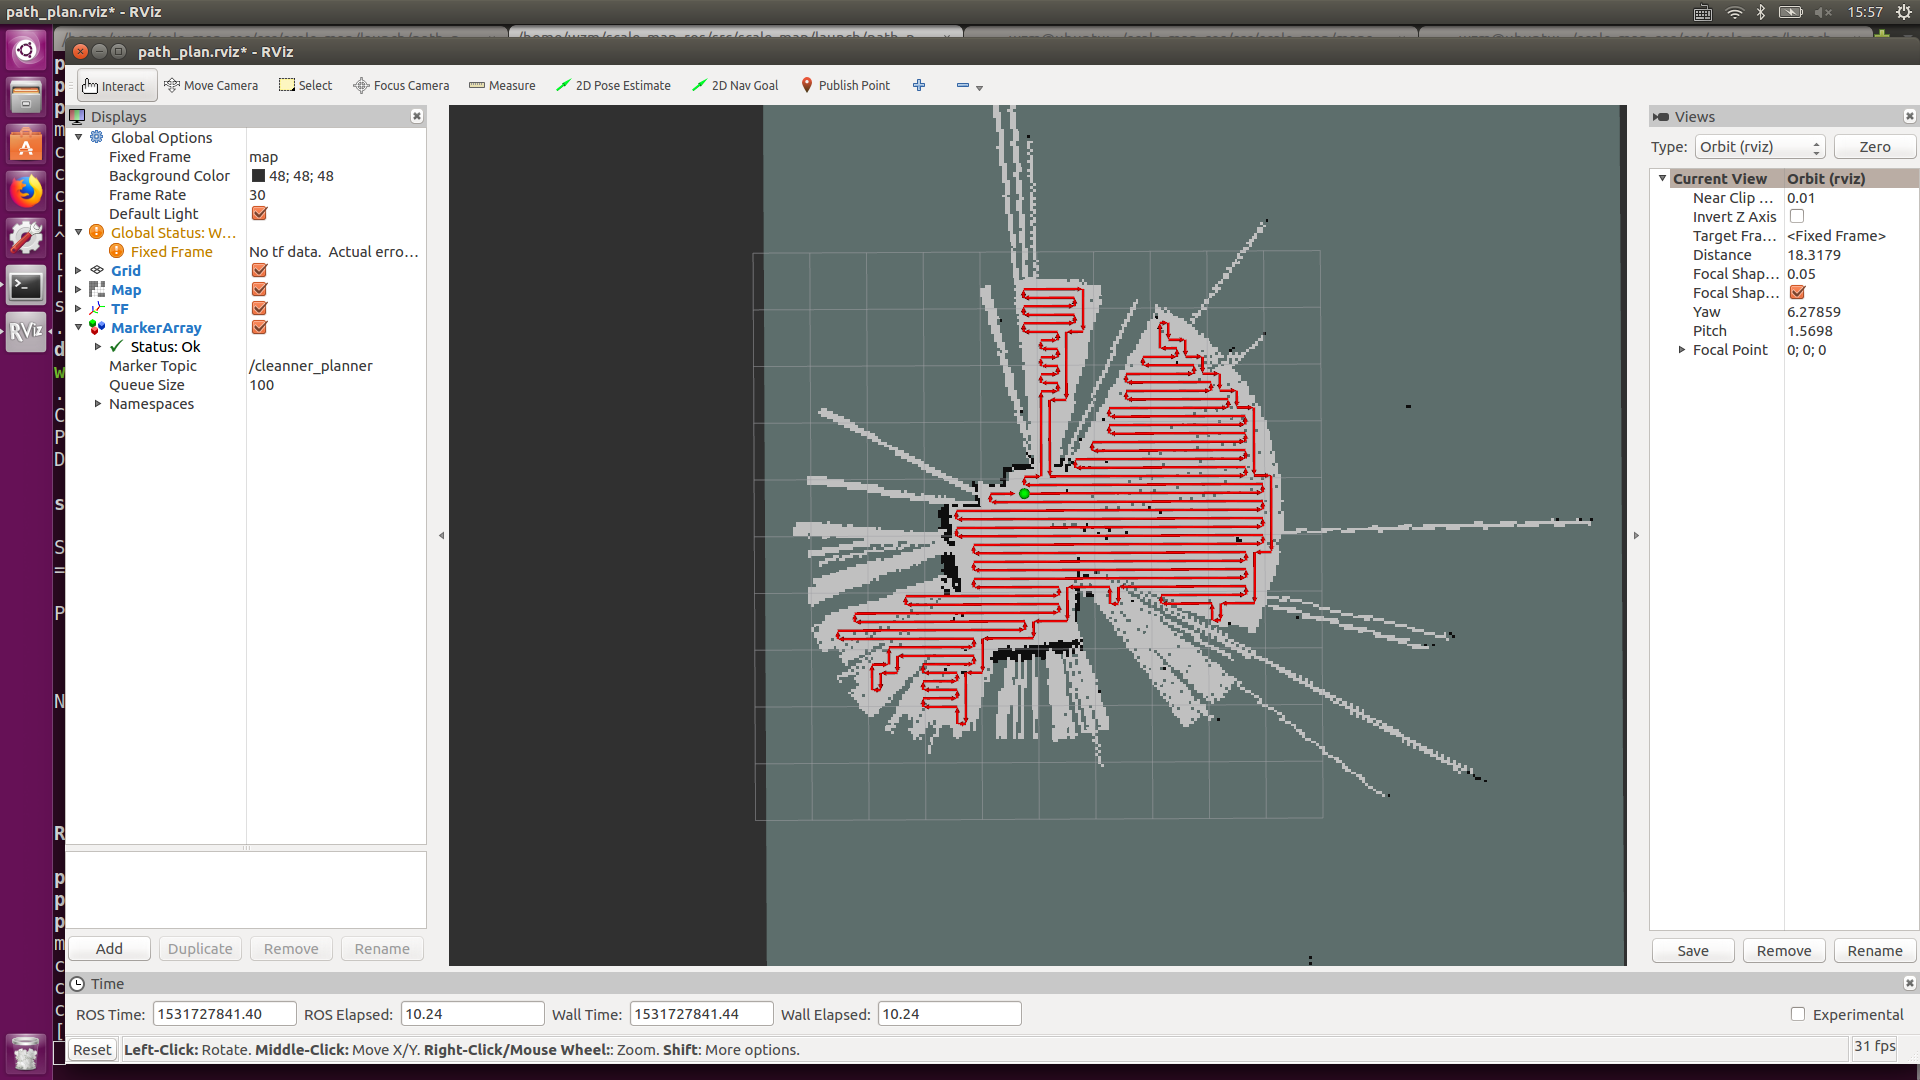 path_plan.rviz* - RViz
15:57
path_plan.rviz* - RViz
Interact
Move Camera
Select
Focus Camera
Measure
2D Pose Estimate
2D Nav Goal
Publish Point
Displays
Global Options
Fixed Frame map
Background Color 48; 48; 48
Frame Rate 30
Default Light
Global Status: W...
Fixed Frame No tf data. Actual erro...
Grid
Map
TF
MarkerArray
Status: Ok
Marker Topic /cleanner_planner
Queue Size 100
Namespaces
Add
Duplicate
Remove
Rename
Views
Type: Orbit (rviz) Zero
Current View Orbit (rviz)
Near Clip ... 0.01
Invert Z Axis
Target Fra... <Fixed Frame>
Distance 18.3179
Focal Shap... 0.05
Focal Shap...
Yaw 6.27859
Pitch 1.5698
Focal Point 0; 0; 0
Save
Remove
Rename
Time
ROS Time: 1531727841.40 ROS Elapsed: 10.24 Wall Time: 1531727841.44 Wall Elapsed: 10.24
Experimental
Reset Left-Click: Rotate. Middle-Click: Move X/Y. Right-Click/Mouse Wheel:: Zoom. Shift: More options.
31 fps
RViz